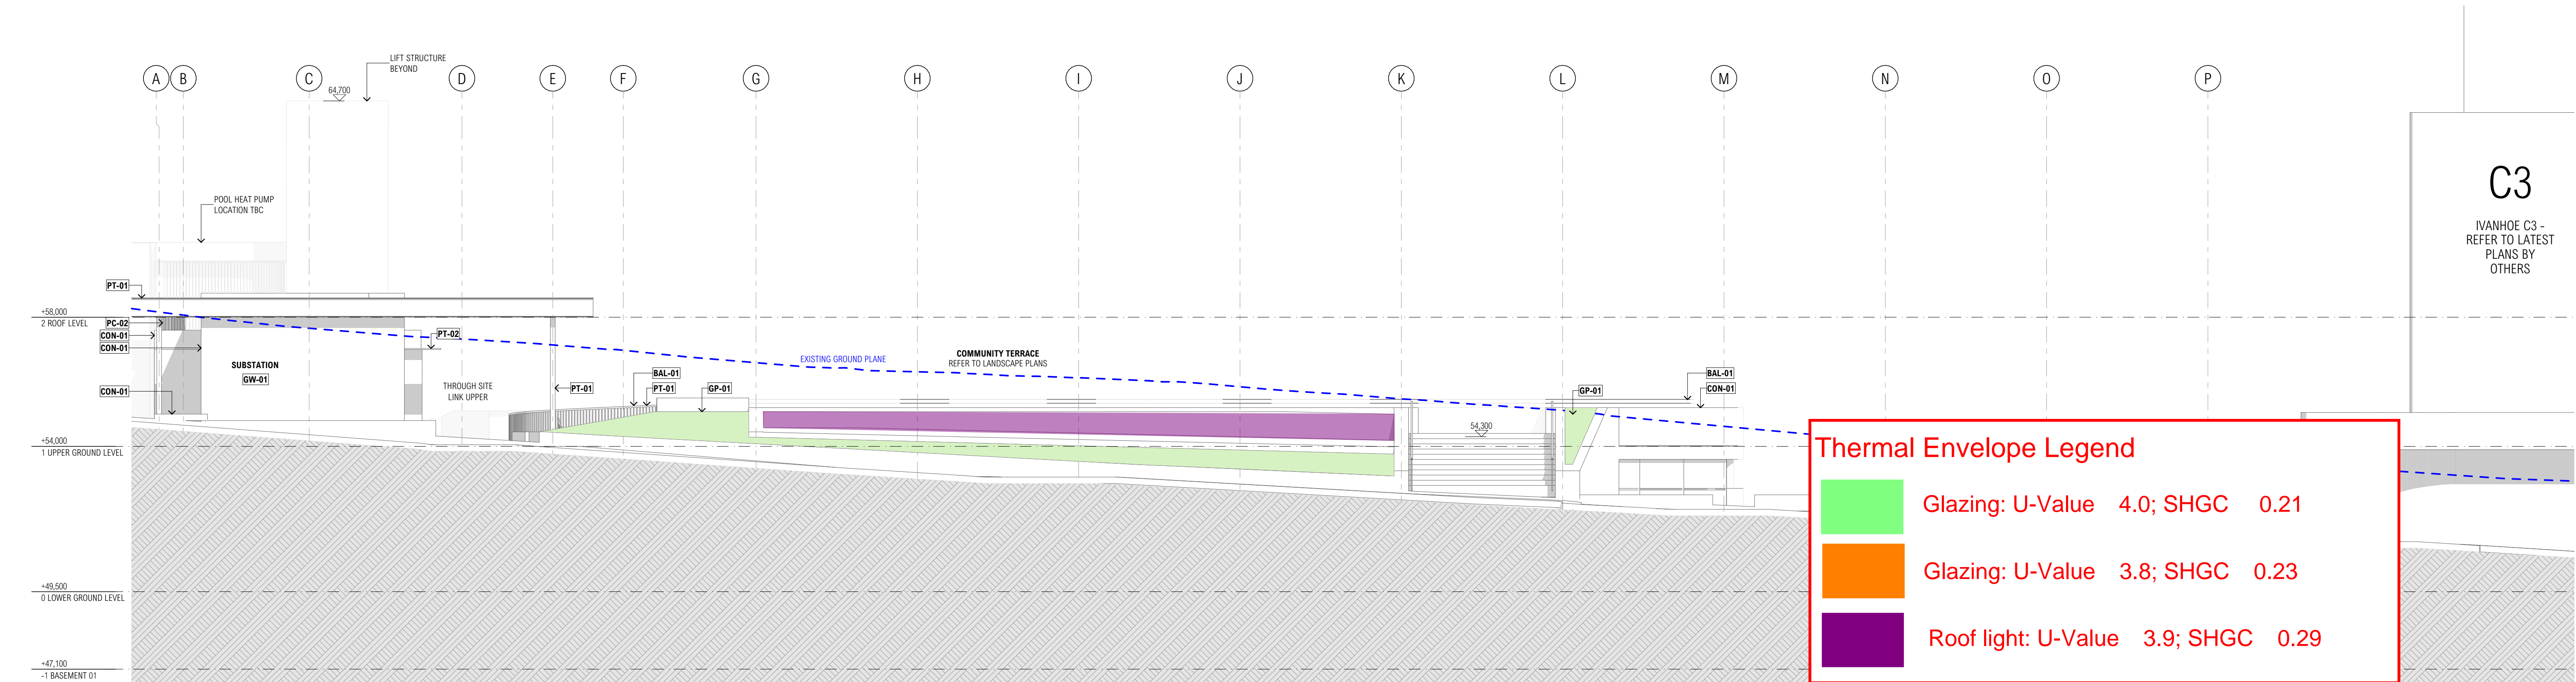 A B C D E F G H I J K L M N O P
LIFT STRUCTURE
BEYOND
64,700
POOL HEAT PUMP
LOCATION TBC
C3
IVANHOE C3 -
REFER TO LATEST
PLANS BY
OTHERS
PT-01
+58,000
2 ROOF LEVEL
PC-02
CON-01
CON-01
PT-02
SUBSTATION
GW-01
CON-01
THROUGH SITE
LINK UPPER
PT-01
BAL-01
PT-01
GP-01
EXISTING GROUND PLANE
COMMUNITY TERRACE
REFER TO LANDSCAPE PLANS
BAL-01
CON-01
GP-01
54,300
+54,000
1 UPPER GROUND LEVEL
+49,500
0 LOWER GROUND LEVEL
+47,100
-1 BASEMENT 01
Thermal Envelope Legend
Glazing: U-Value 4.0; SHGC 0.21
Glazing: U-Value 3.8; SHGC 0.23
Roof light: U-Value 3.9; SHGC 0.29